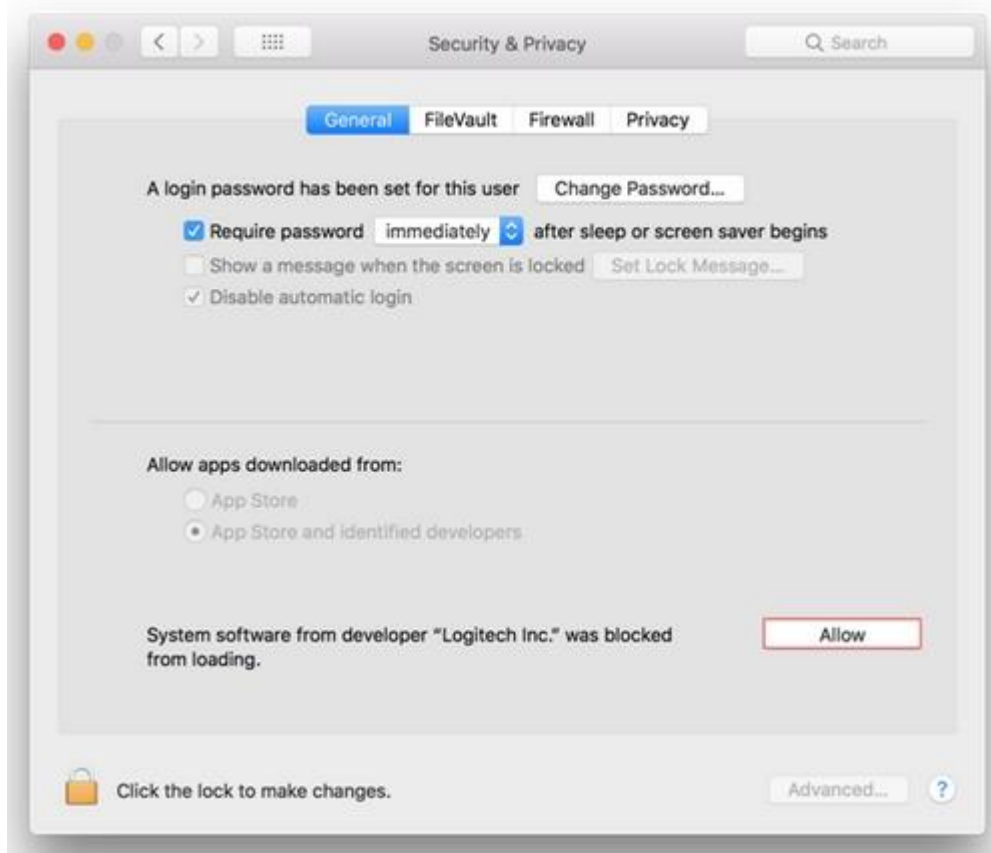 Security & Privacy
Search
General FileVault Firewall Privacy
A login password has been set for this user Change Password...
Require password immediately after sleep or screen saver begins
Show a message when the screen is locked Set Lock Message...
Disable automatic login
Allow apps downloaded from:
App Store
App Store and identified developers
System software from developer “Logitech Inc.” was blocked
from loading.
Allow
Click the lock to make changes.
Advanced... ?